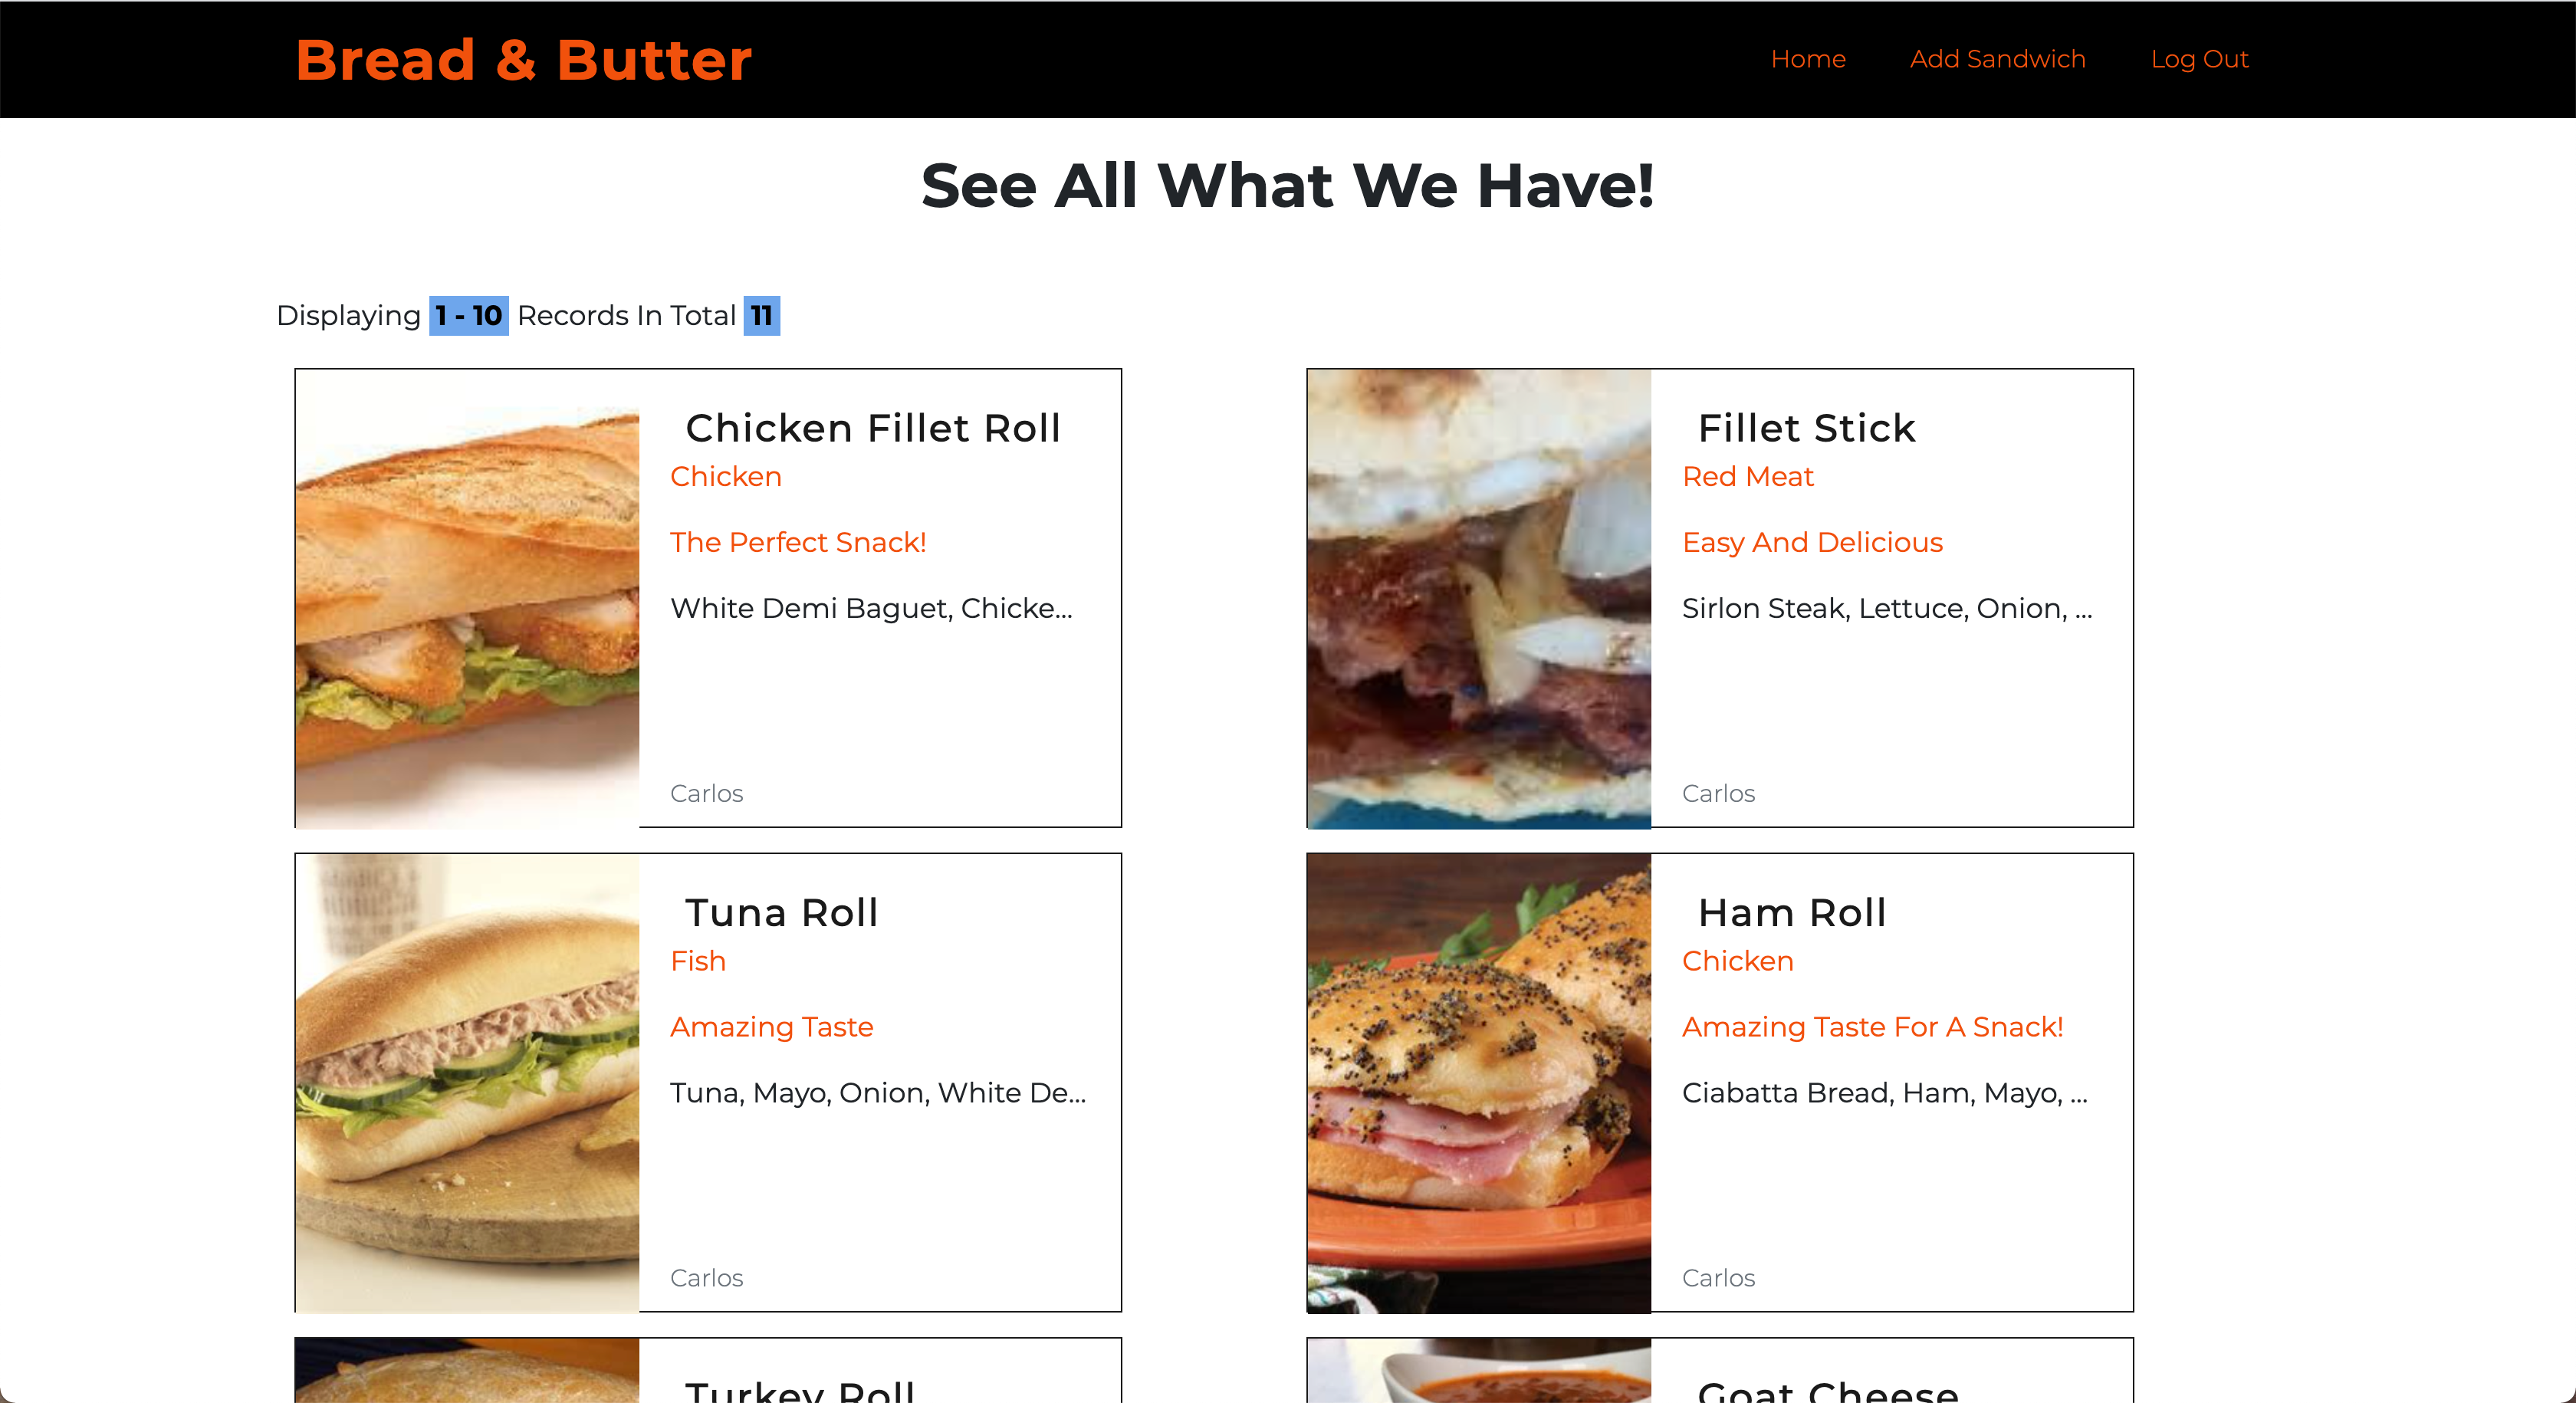 Bread & Butter
Home Add Sandwich Log Out
See All What We Have!
Displaying 1 - 10 Records In Total 11
Chicken Fillet Roll
Chicken
The Perfect Snack!
White Demi Baguet, Chicke...
Carlos
Fillet Stick
Red Meat
Easy And Delicious
Sirlon Steak, Lettuce, Onion, ...
Carlos
Tuna Roll
Fish
Amazing Taste
Tuna, Mayo, Onion, White De...
Carlos
Ham Roll
Chicken
Amazing Taste For A Snack!
Ciabatta Bread, Ham, Mayo, ...
Carlos
Turkey Roll
Goat Cheese